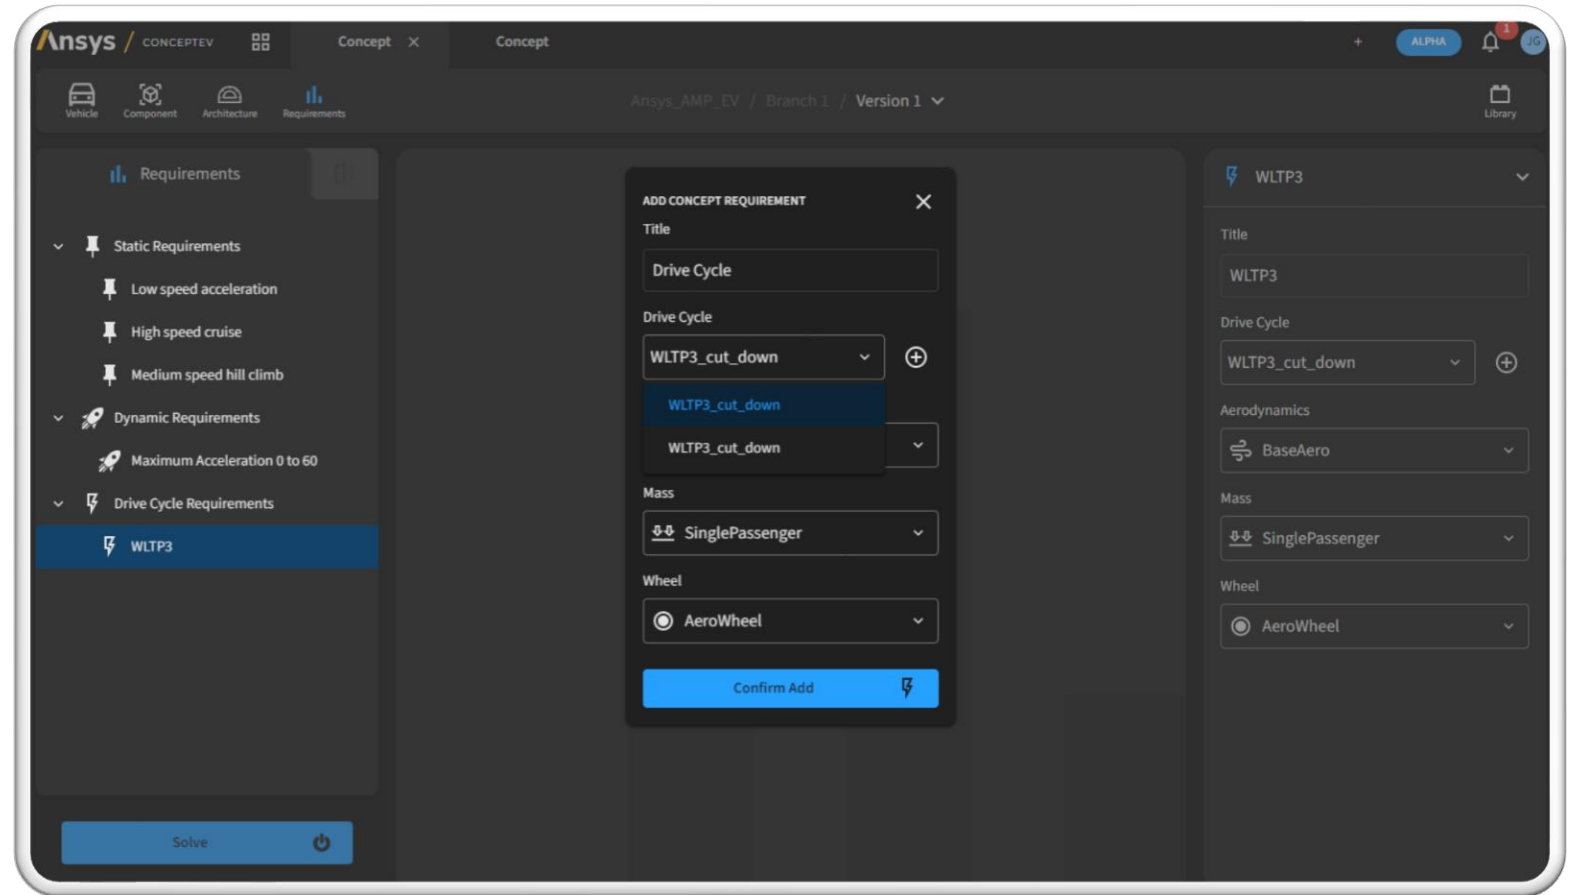 Ansys / CONCEPTEV
Concept
Concept
+
ALPHA
1
JG
Vehicle
Component
Architecture
Requirements
Ansys_AMP_EV / Branch 1 / Version 1
Library
Requirements
Static Requirements
Low speed acceleration
High speed cruise
Medium speed hill climb
Dynamic Requirements
Maximum Acceleration 0 to 60
Drive Cycle Requirements
WLTP3
Solve
ADD CONCEPT REQUIREMENT
Title
Drive Cycle
Drive Cycle
WLTP3_cut_down
WLTP3_cut_down
WLTP3_cut_down
Mass
SinglePassenger
Wheel
AeroWheel
Confirm Add
WLTP3
Title
WLTP3
Drive Cycle
WLTP3_cut_down
Aerodynamics
BaseAero
Mass
SinglePassenger
Wheel
AeroWheel